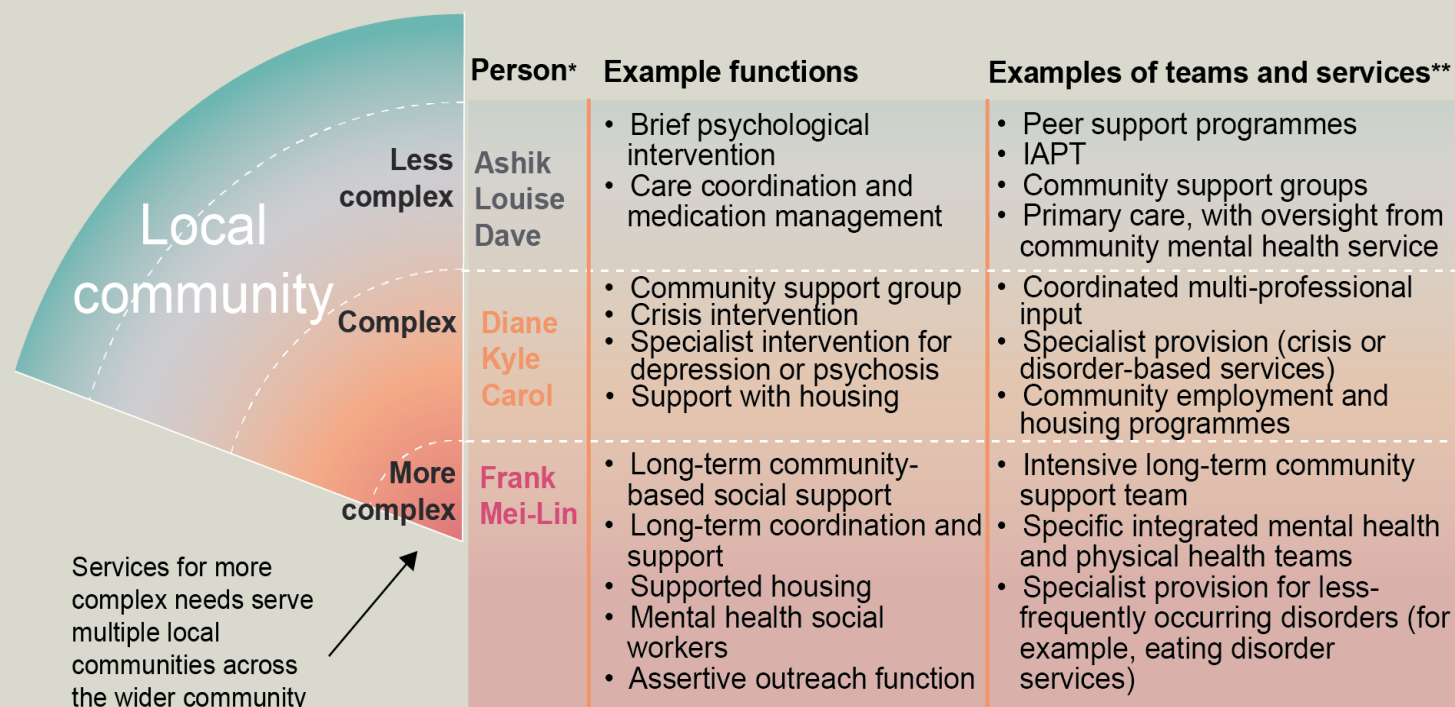 Local
community
Less
complex
Complex
More
complex
Services for more
complex needs serve
multiple local
communities across
the wider community
Person*
Example functions
Examples of teams and services**
Ashik
Louise
Dave
• Brief psychological
intervention
• Care coordination and
medication management
• Peer support programmes
• IAPT
• Community support groups
• Primary care, with oversight from
community mental health service
Diane
Kyle
Carol
• Community support group
• Crisis intervention
• Specialist intervention for
depression or psychosis
• Support with housing
• Coordinated multi-professional
input
• Specialist provision (crisis or
disorder-based services)
• Community employment and
housing programmes
Frank
Mei-Lin
• Long-term community-
based social support
• Long-term coordination and
support
• Supported housing
• Mental health social
workers
• Assertive outreach function
• Intensive long-term community
support team
• Specific integrated mental health
and physical health teams
• Specialist provision for less-
frequently occurring disorders (for
example, eating disorder
services)